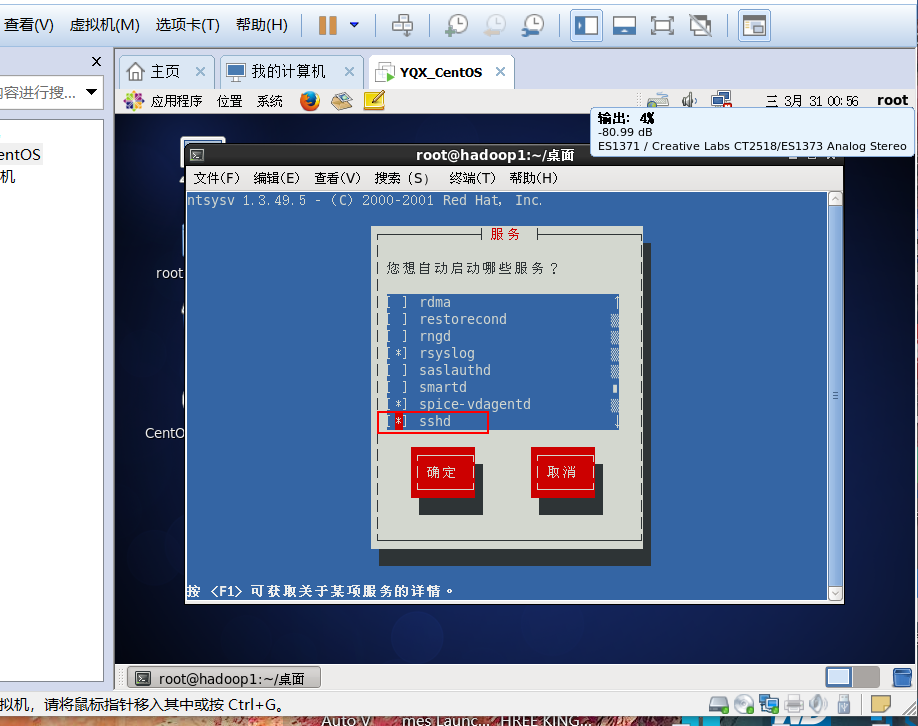 查看(V) 虚拟机(M) 选项卡(T) 帮助(H)
内容进行搜...
主页 我的计算机 YQX_CentOS
应用程序 位置 系统 三 3月 31 00:56 root
输出: 4%
-80.99 dB
ES1371 / Creative Labs CT2518/ES1373 Analog Stereo
entOS
机
root@hadoop1:~/桌面
文件(F) 编辑(E) 查看(V) 搜索 (S) 终端(T) 帮助(H)
ntsysv 1.3.49.5 - (C) 2000-2001 Red Hat, Inc.
服务
您想自动启动哪些服务？
[ ] rdma
[ ] restorecond
[ ] rngd
[*] rsyslog
[ ] saslauthd
[ ] smartd
[*] spice-vdagentd
[*] sshd
确定 取消
root
CentO
按 <F1> 可获取关于某项服务的详情。
root@hadoop1:~/桌面
拟机，请将鼠标指针移入其中或按 Ctrl+G。
Auto V mes Launc... HREE KING...